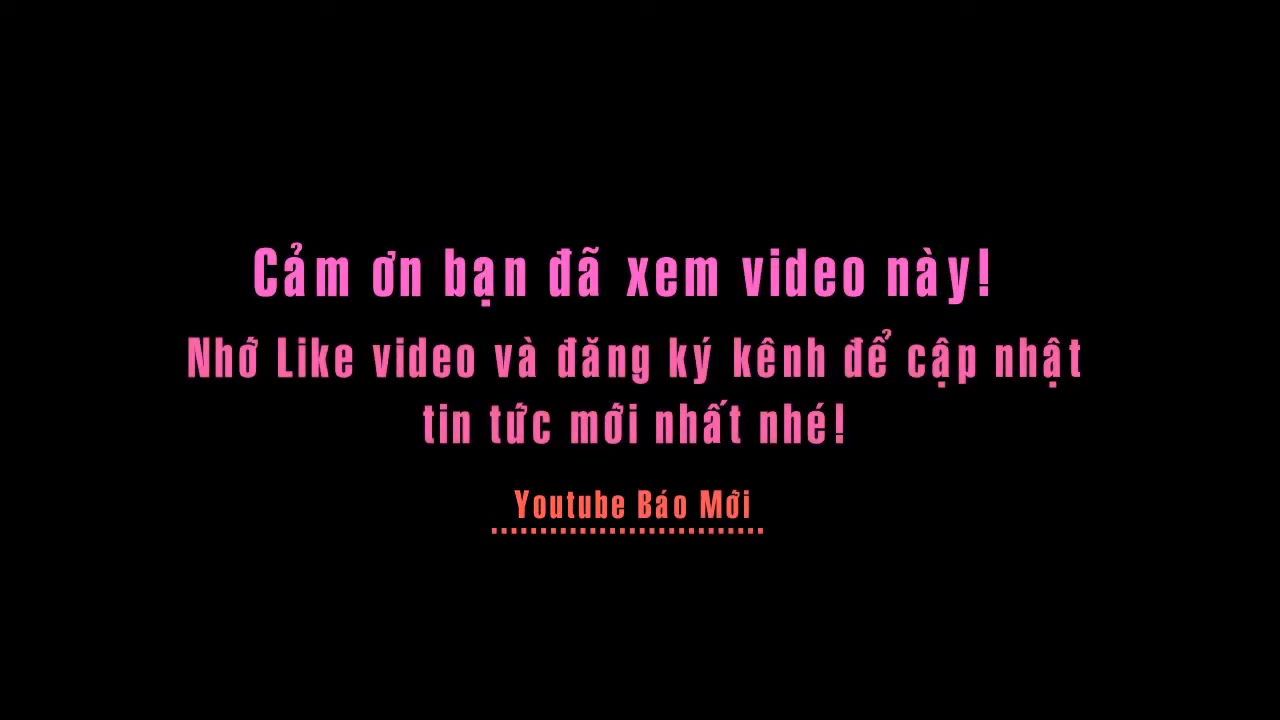 Cảm ơn bạn đã xem video này!
Nhớ Like video và đăng ký kênh để cập nhật
tin tức mới nhất nhé!
Youtube Báo Mới